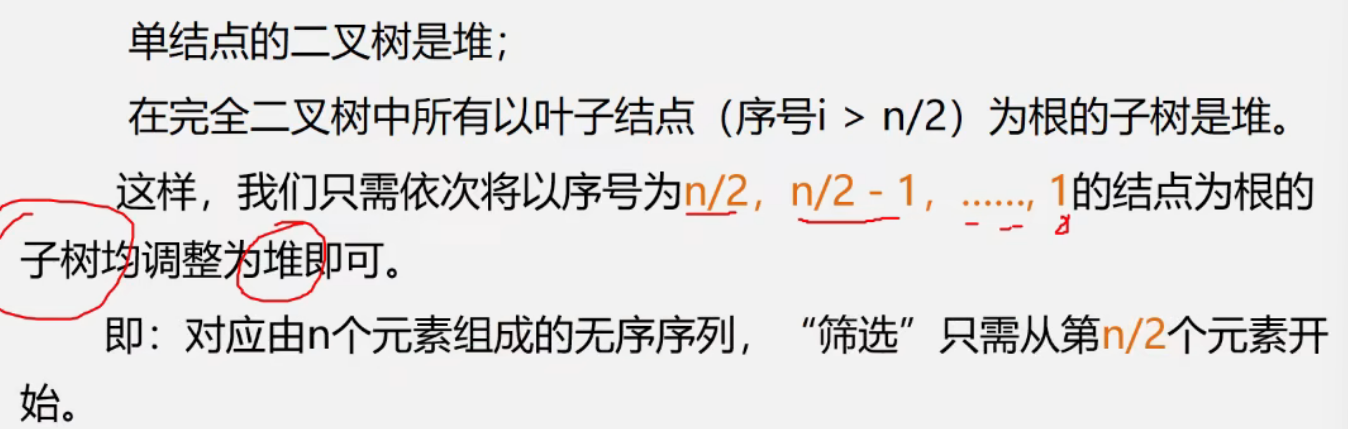 单结点的二叉树是堆；
在完全二叉树中所有以叶子结点（序号i > n/2）为根的子树是堆。
这样，我们只需依次将以序号为n/2，n/2 - 1，……, 1的结点为根的
子树均调整为堆即可。
即：对应由n个元素组成的无序序列，“筛选”只需从第n/2个元素开
始。